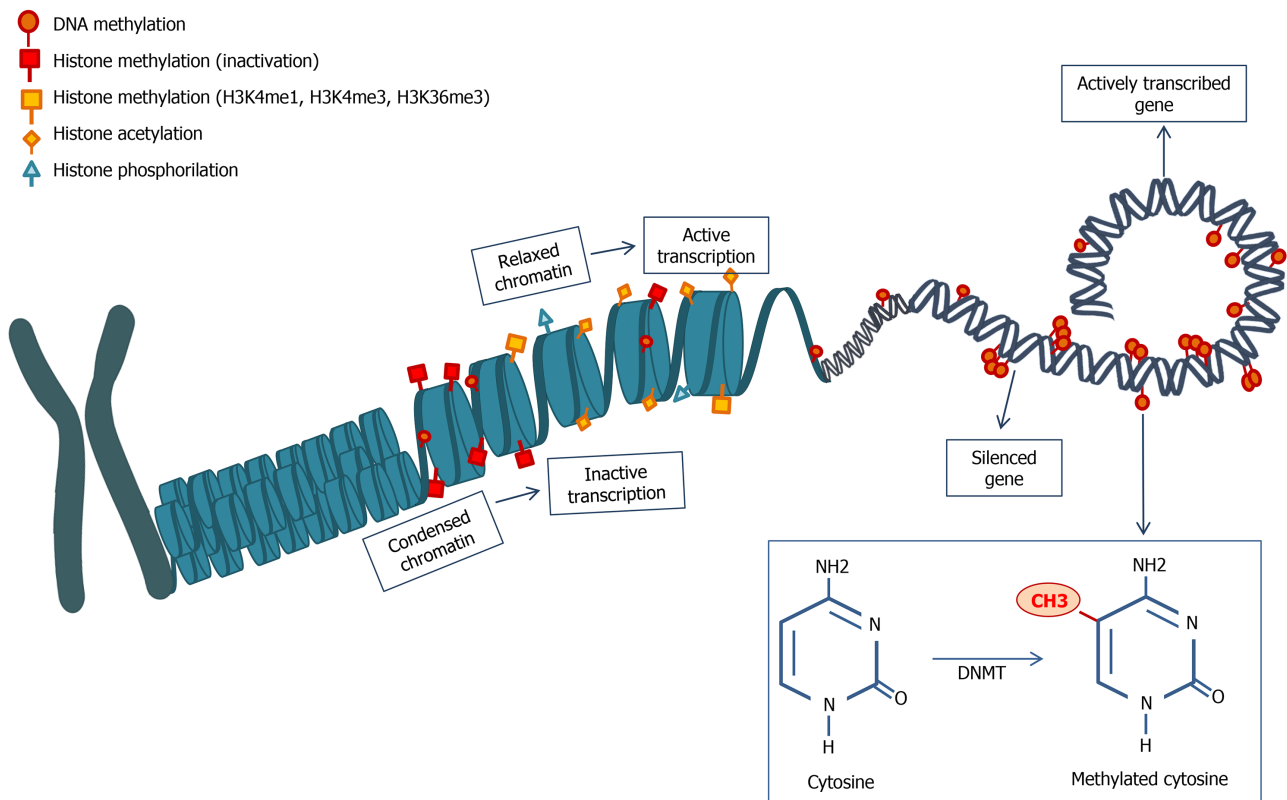 DNA methylation
Histone methylation (inactivation)
Histone methylation (H3K4me1, H3K4me3, H3K36me3)
Histone acetylation
Histone phosphorilation
Actively transcribed
gene
Relaxed
chromatin
Active
transcription
Condensed
chromatin
Inactive
transcription
Silenced
gene
NH2
N
O
N
H
Cytosine
DNMT
CH3
NH2
N
O
N
H
Methylated cytosine